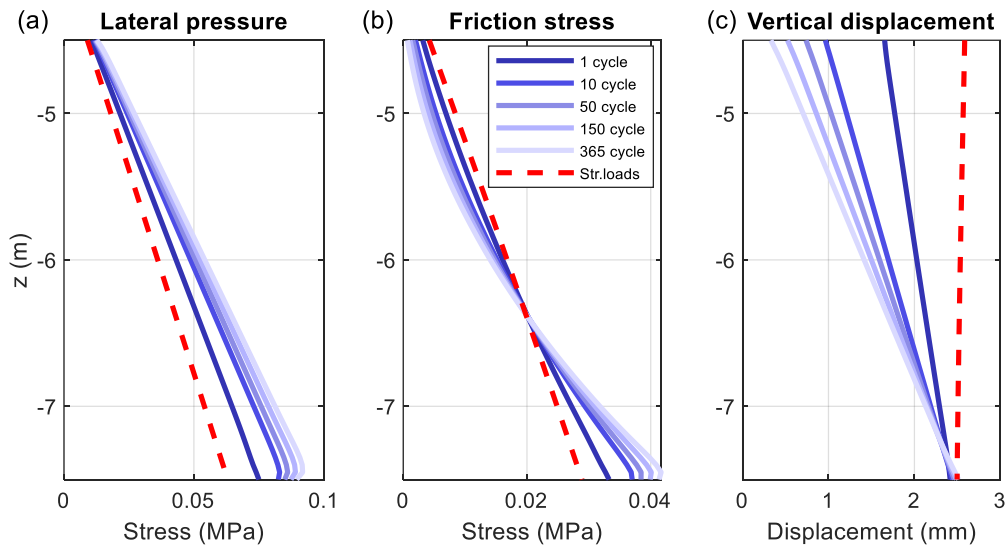 (a) Lateral pressure
(b) Friction stress
(c) Vertical displacement
1 cycle
10 cycle
50 cycle
150 cycle
365 cycle
Str.loads
z (m)
-5
-6
-7
0
0.05
0.1
Stress (MPa)
-5
-6
-7
0
0.02
0.04
Stress (MPa)
-5
-6
-7
0
1
2
3
Displacement (mm)